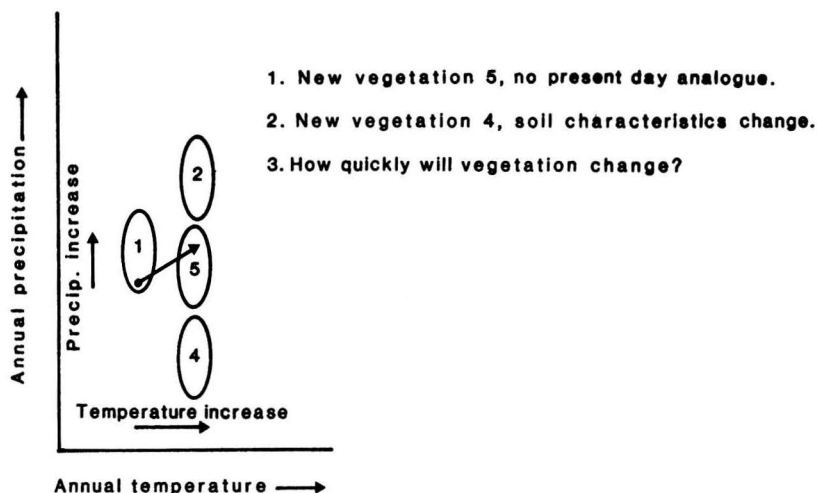 1. New vegetation 5, no present day analogue.
2. New vegetation 4, soil characteristics change.
3. How quickly will vegetation change?
Annual precipitation
Precip. increase
2
1
5
4
Temperature increase
Annual temperature